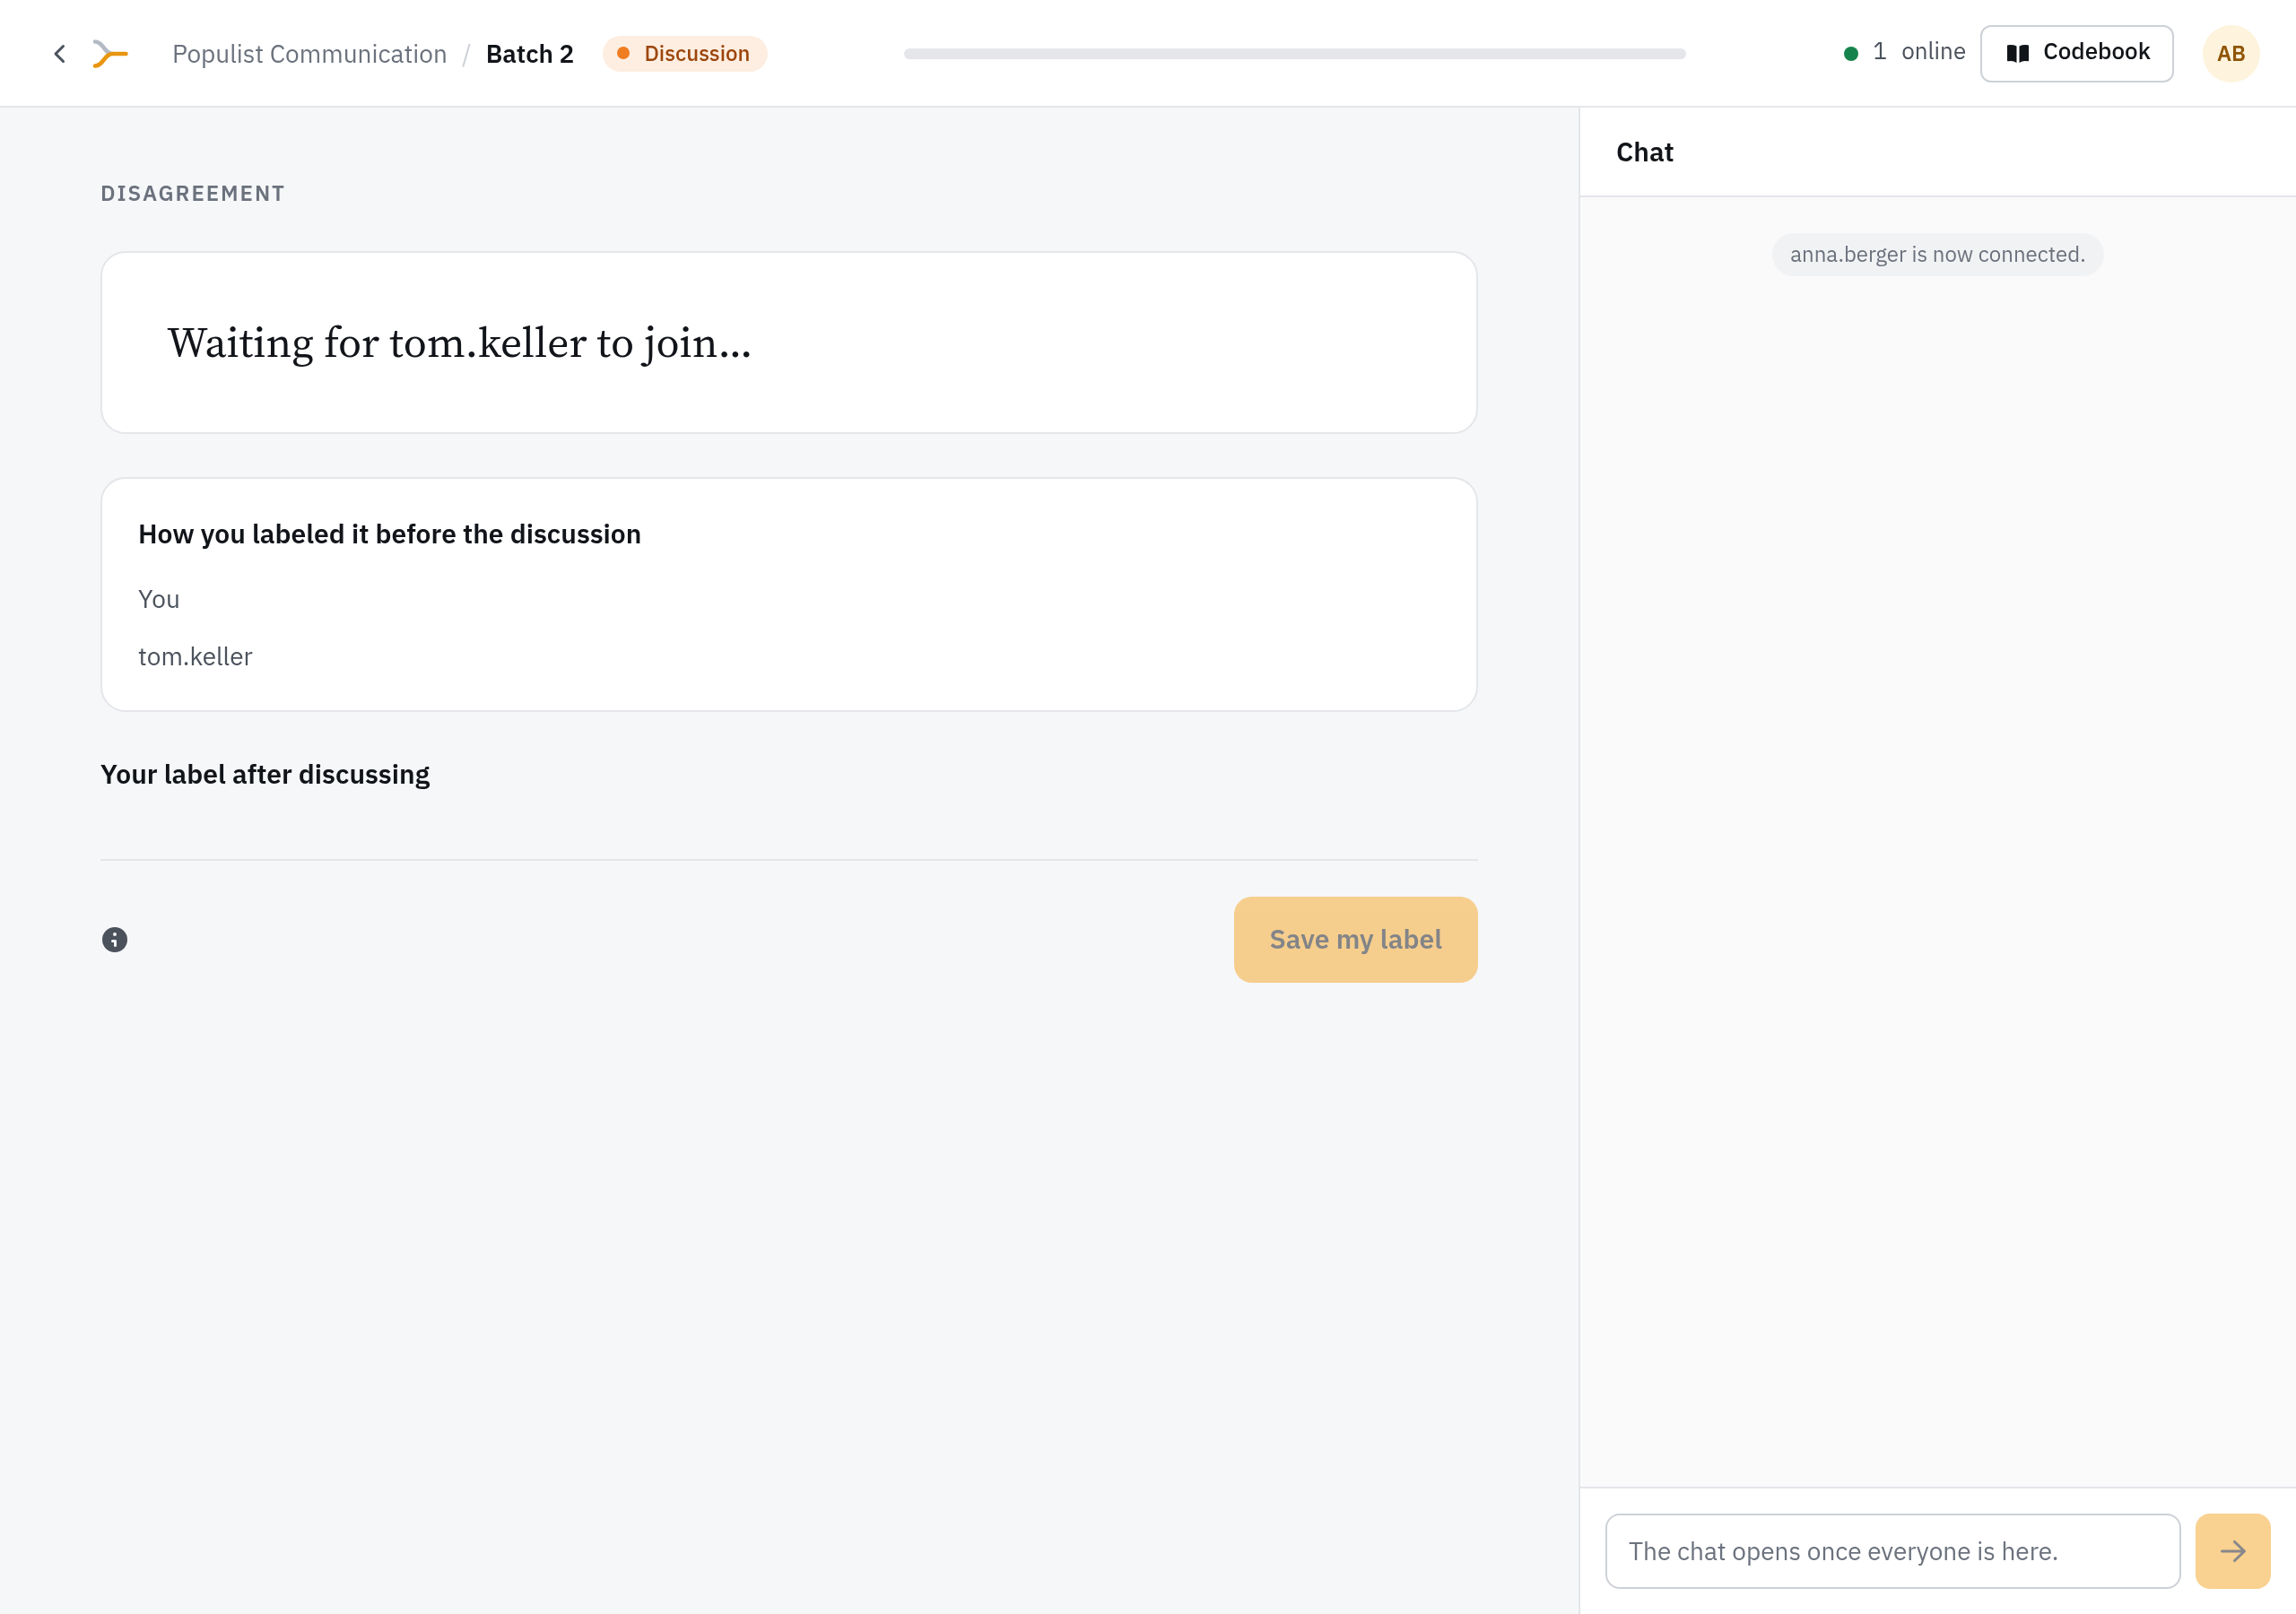 Populist Communication / Batch 2
Discussion
1 online
Codebook
AB
DISAGREEMENT
Waiting for tom.keller to join...
How you labeled it before the discussion
You
tom.keller
Your label after discussing
Save my label
Chat
anna.berger is now connected.
The chat opens once everyone is here.